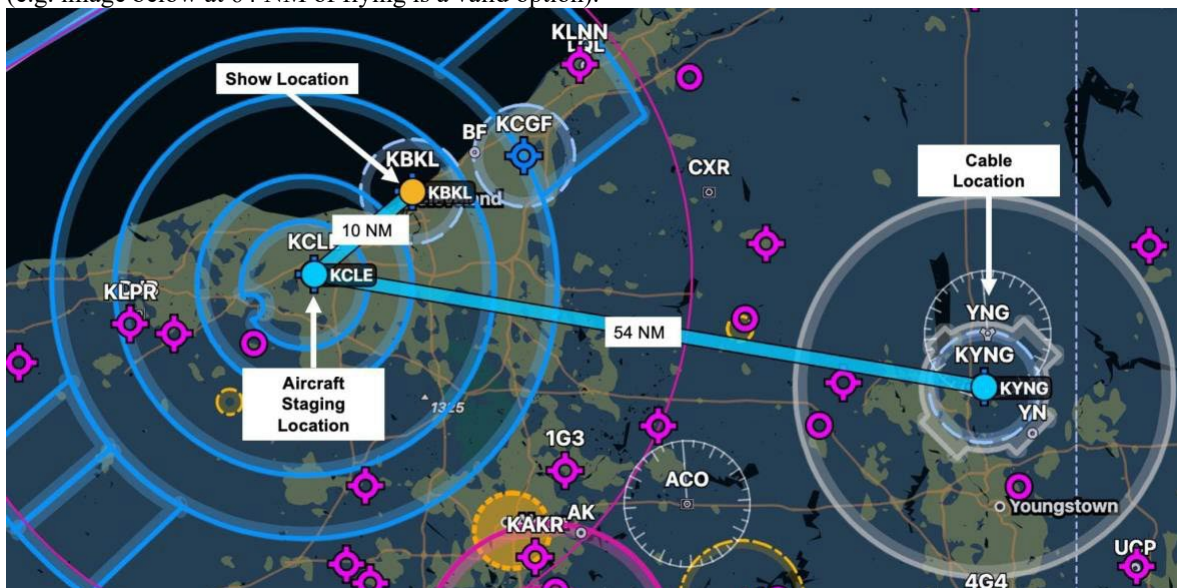 (e.g. image below at 64 NM of flying is a valid option).
KLNN
Show Location
BF
KCGF
KBKL
KBKL
CXR
Cable
Location
10 NM
KCLE
KLPR
YNG
54 NM
KYNG
KYNG
YN
Aircraft
Staging
Location
1325
1G3
ACO
AK
KAKR
Youngstown
UCP
4G4